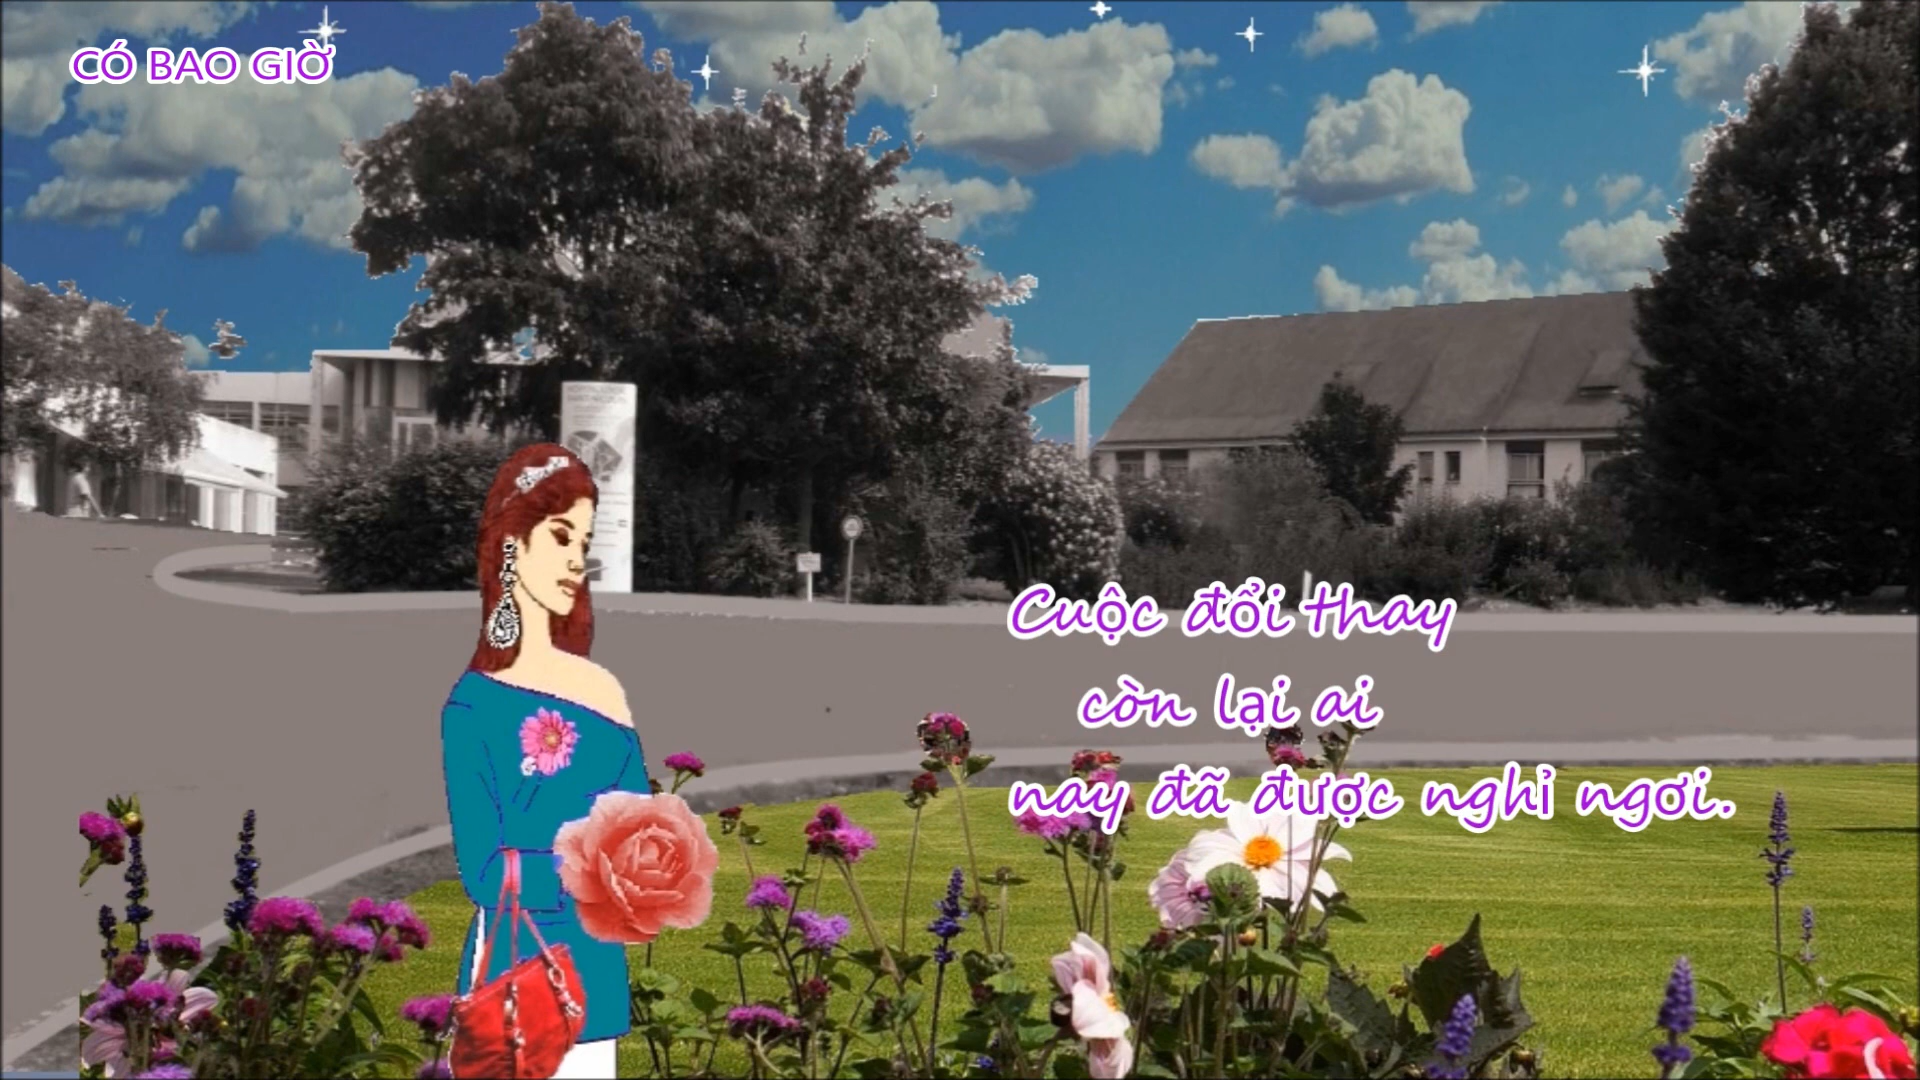 CÓ BAO GIỜ
Cuộc đổi thay
còn lại ai
nay đã được nghỉ ngơi.